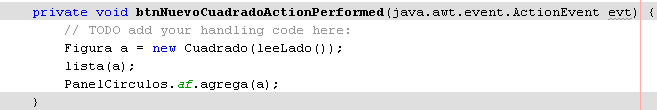 private void btnNuevoCuadradoActionPerformed(java.awt.event.ActionEvent evt) {
// TODO add your handling code here:
Figura a = new Cuadrado(leeLado());
lista(a);
PanelCirculos.af.agrega(a);
}